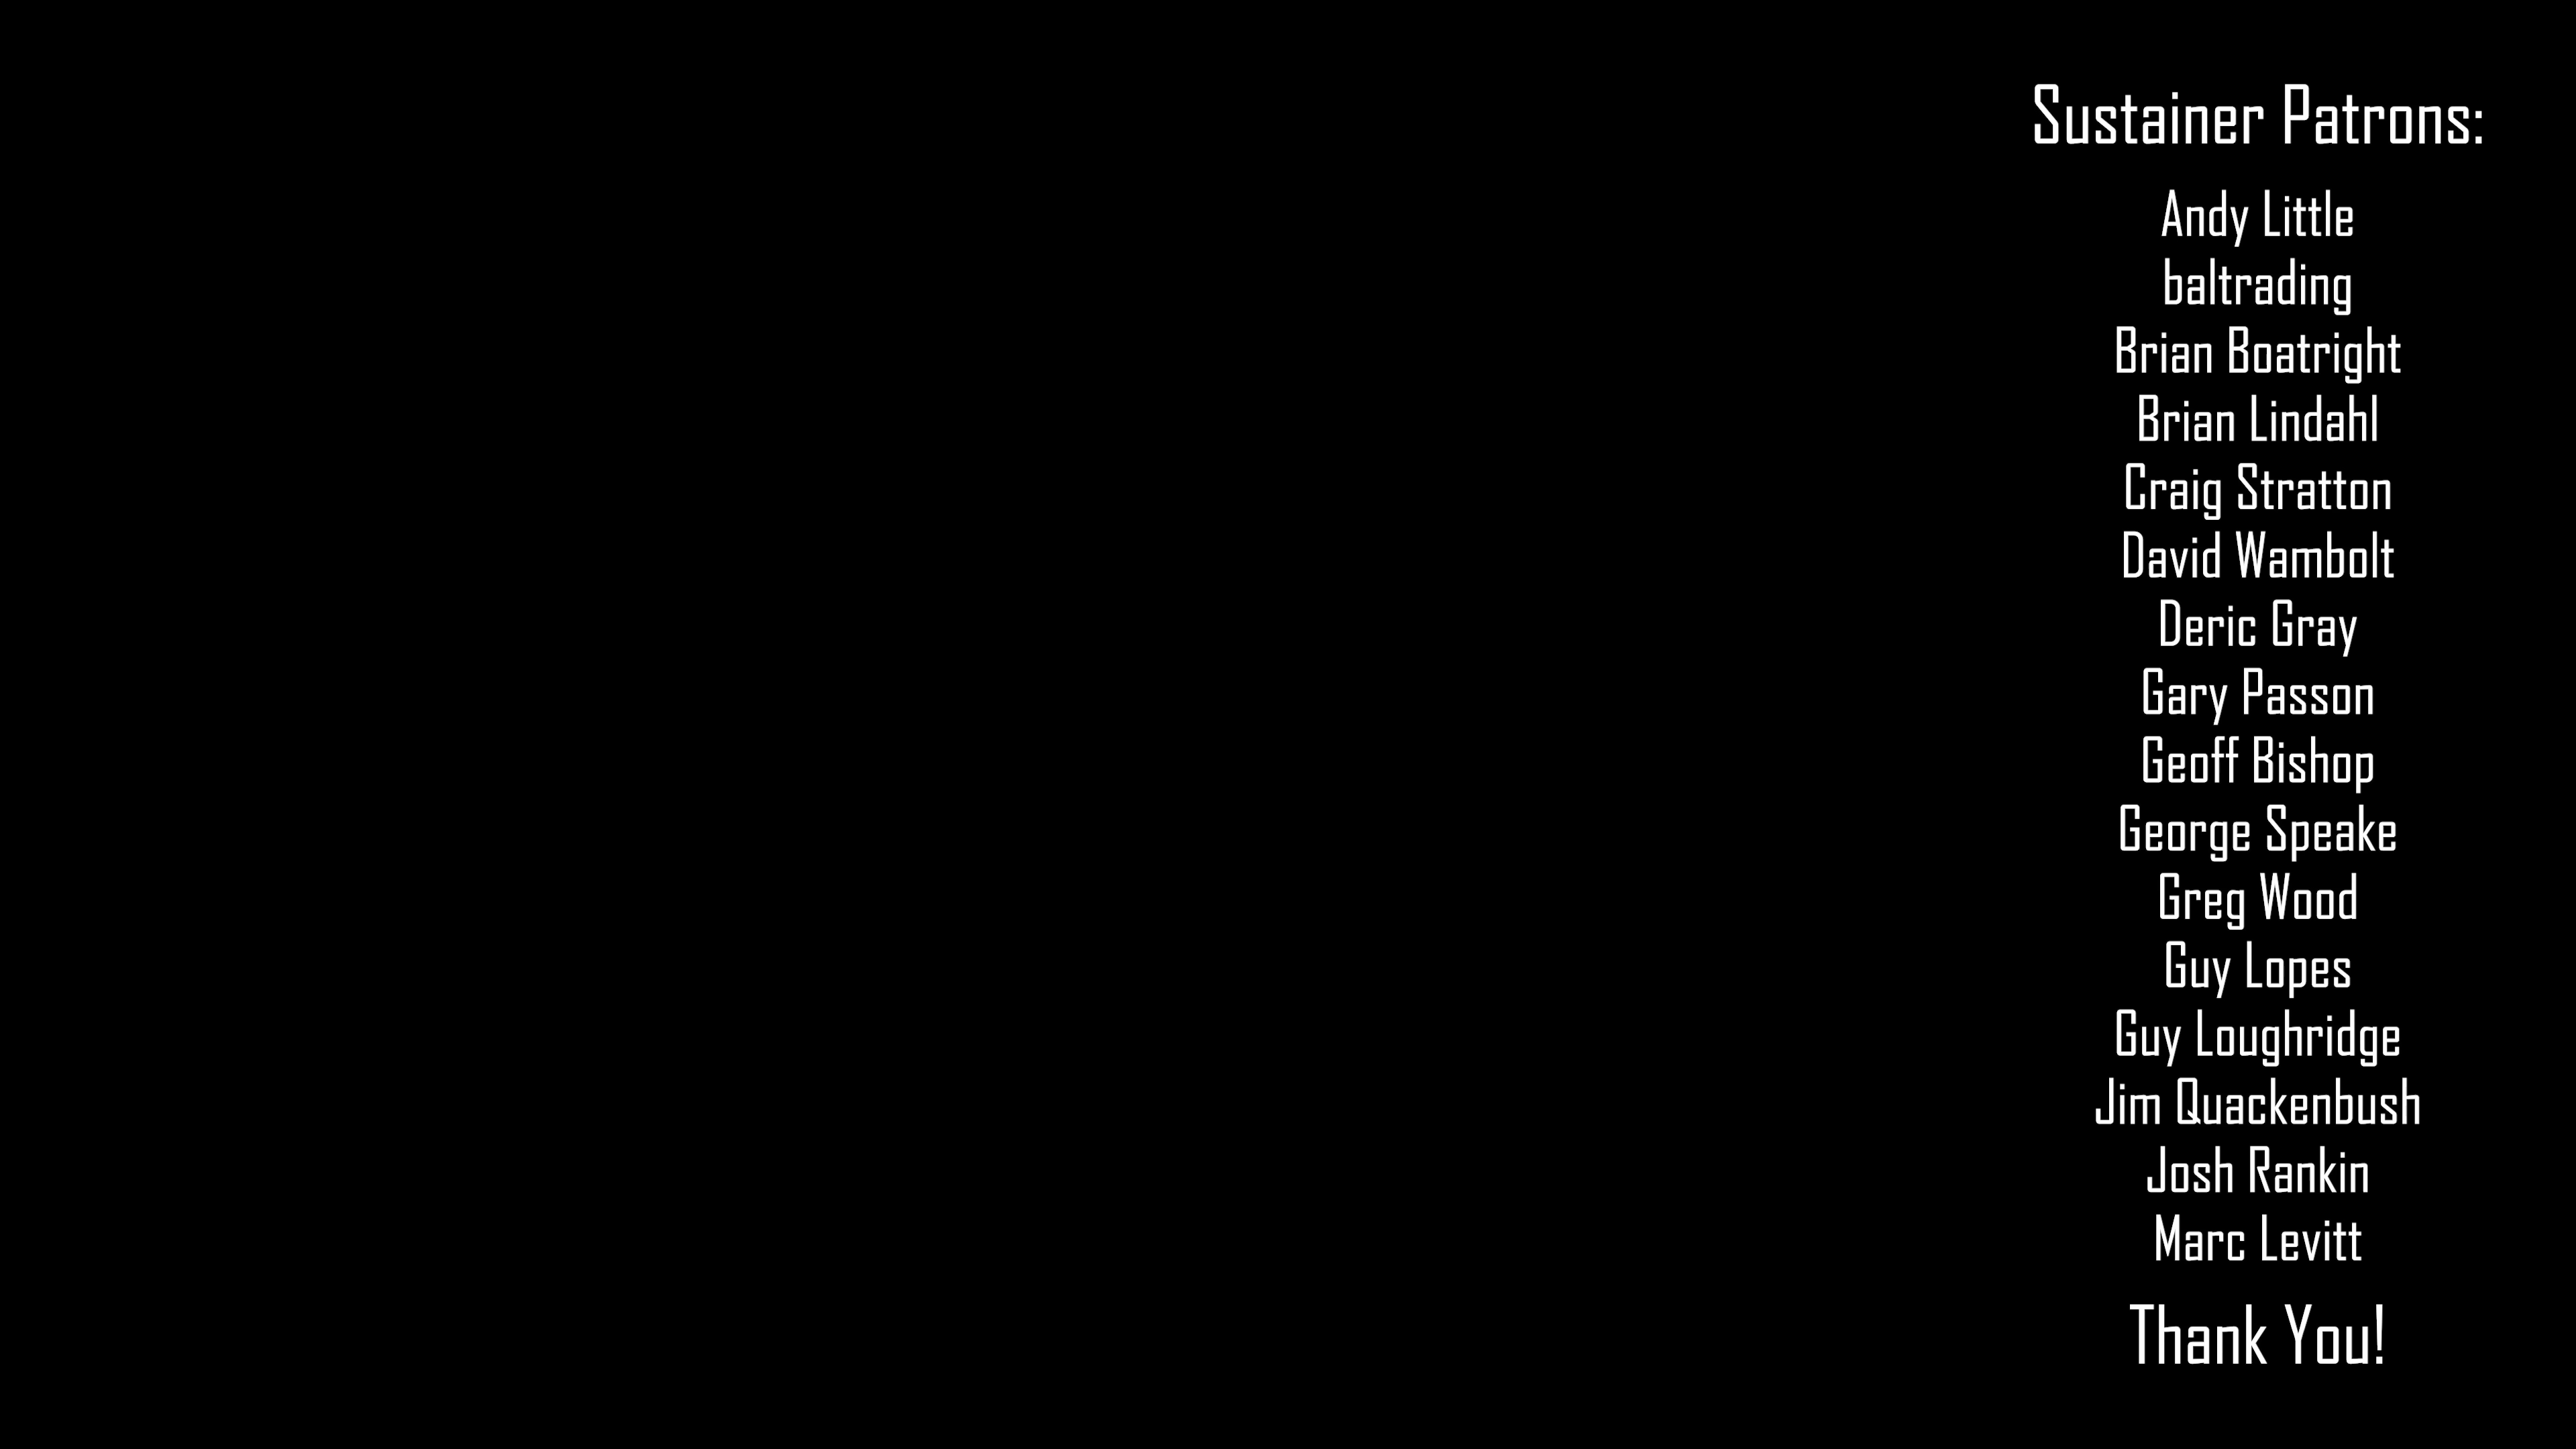 Sustainer Patrons:
Andy Little
baltrading
Brian Boatright
Brian Lindahl
Craig Stratton
David Wambolt
Deric Gray
Gary Passon
Geoff Bishop
George Speake
Greg Wood
Guy Lopes
Guy Loughridge
Jim Quackenbush
Josh Rankin
Marc Levitt
Thank You!